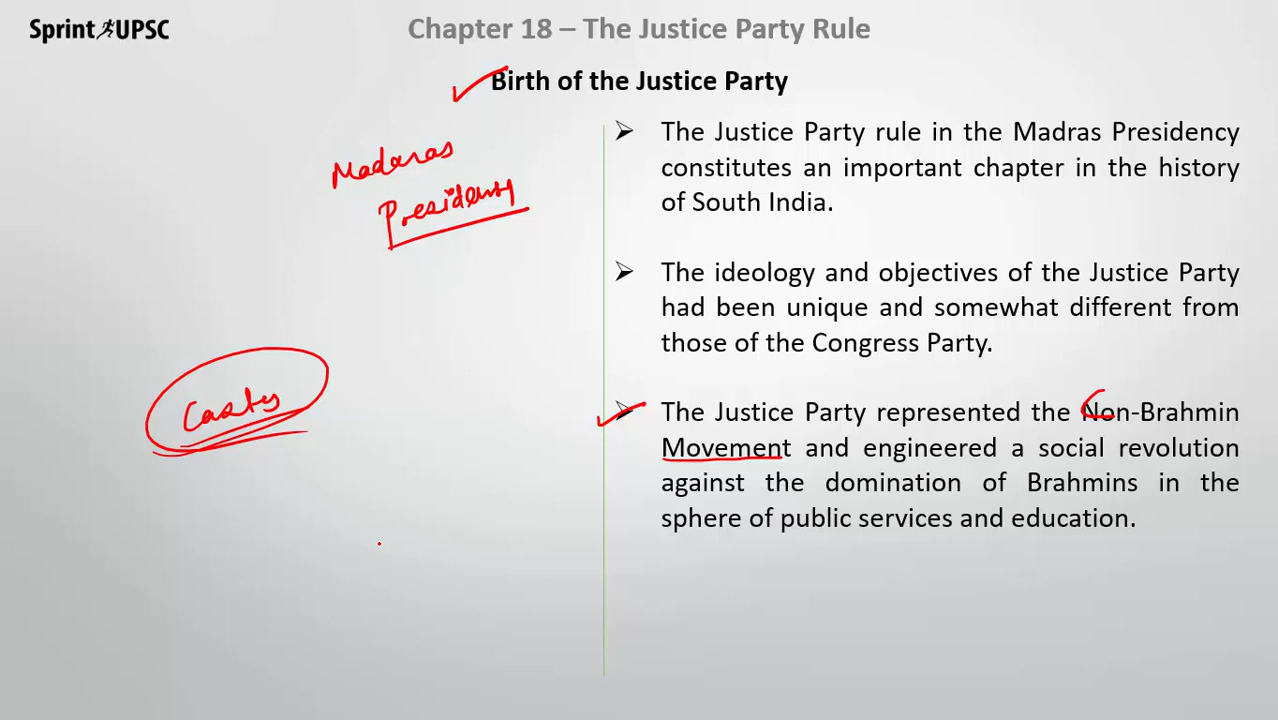 Sprint UPSC
Chapter 18 – The Justice Party Rule
Birth of the Justice Party
Madaras
Presidency
Casty
➢ The Justice Party rule in the Madras Presidency
constitutes an important chapter in the history
of South India.
➢ The ideology and objectives of the Justice Party
had been unique and somewhat different from
those of the Congress Party.
➢ The Justice Party represented the Non-Brahmin
Movement and engineered a social revolution
against the domination of Brahmins in the
sphere of public services and education.